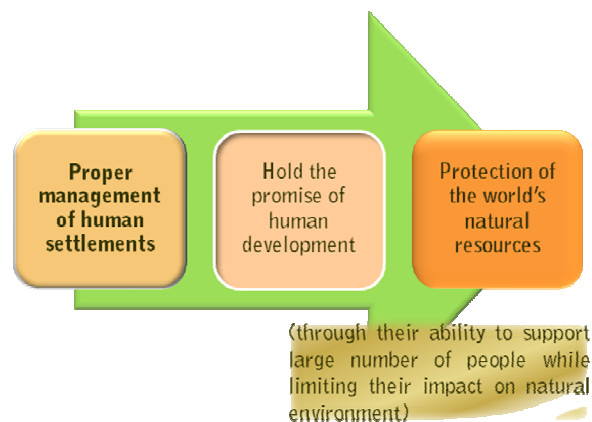 Proper
management
of human
settlements
Hold the
promise of
human
development
Protection of
the world's
natural
resources
(through their ability to support
large number of people while
limiting their impact on natural
environment)